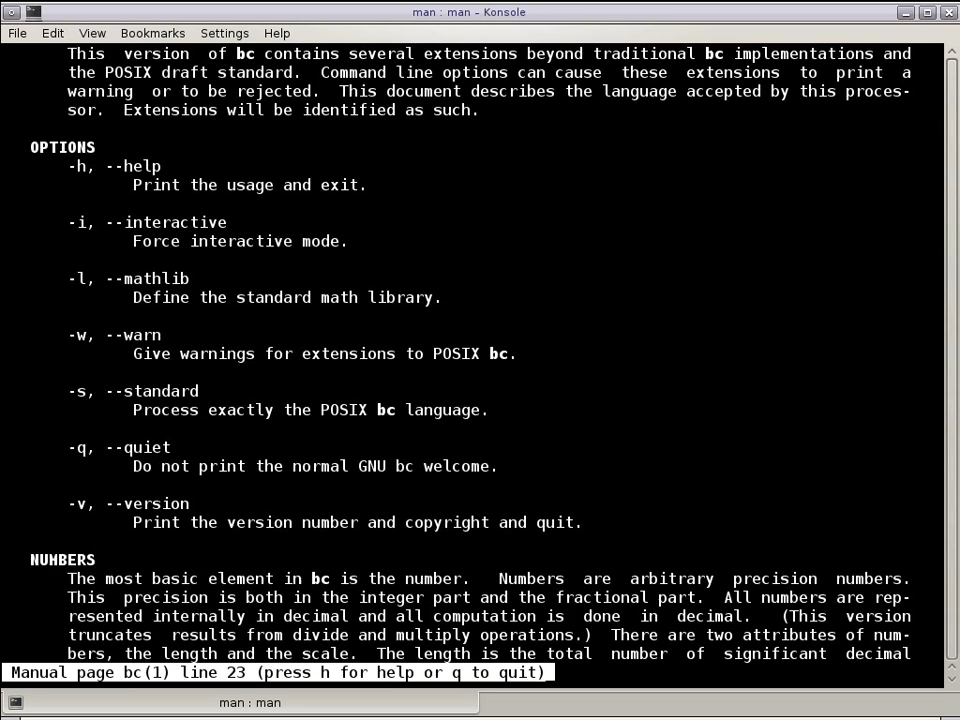 man : man - Konsole
File Edit View Bookmarks Settings Help
This version of bc contains several extensions beyond traditional bc implementations and
the POSIX draft standard. Command line options can cause these extensions to print a
warning or to be rejected. This document describes the language accepted by this proces-
sor. Extensions will be identified as such.
OPTIONS
-h, --help
Print the usage and exit.
-i, --interactive
Force interactive mode.
-l, --mathlib
Define the standard math library.
-w, --warn
Give warnings for extensions to POSIX bc.
-s, --standard
Process exactly the POSIX bc language.
-q, --quiet
Do not print the normal GNU bc welcome.
-v, --version
Print the version number and copyright and quit.
NUMBERS
The most basic element in bc is the number. Numbers are arbitrary precision numbers.
This precision is both in the integer part and the fractional part. All numbers are rep-
resented internally in decimal and all computation is done in decimal. (This version
truncates results from divide and multiply operations.) There are two attributes of num-
bers, the length and the scale. The length is the total number of significant decimal
Manual page bc(1) line 23 (press h for help or q to quit)
man : man